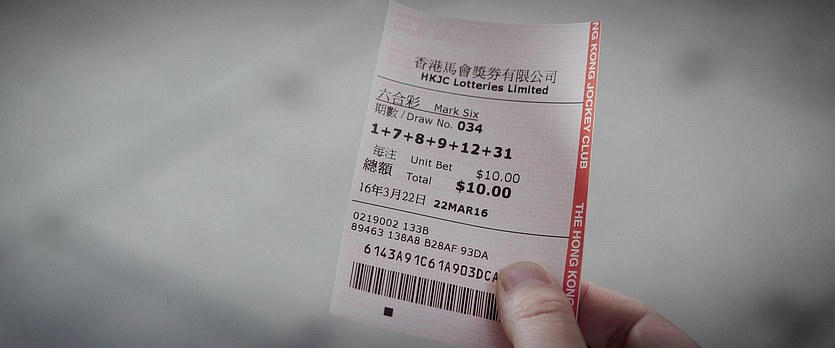 香港馬會獎券有限公司
HKJC Lotteries Limited
六合彩 Mark Six
期數 / Draw No. 034
1+7+8+9+12+31
每注 Unit Bet $10.00
總額 Total $10.00
16年3月22日 22MAR16
0219002 133B
89463 138A8 B28AF 93DA
6143A91C61A903DCA
NG KONG JOCKEY CLUB
THE HONG KONG